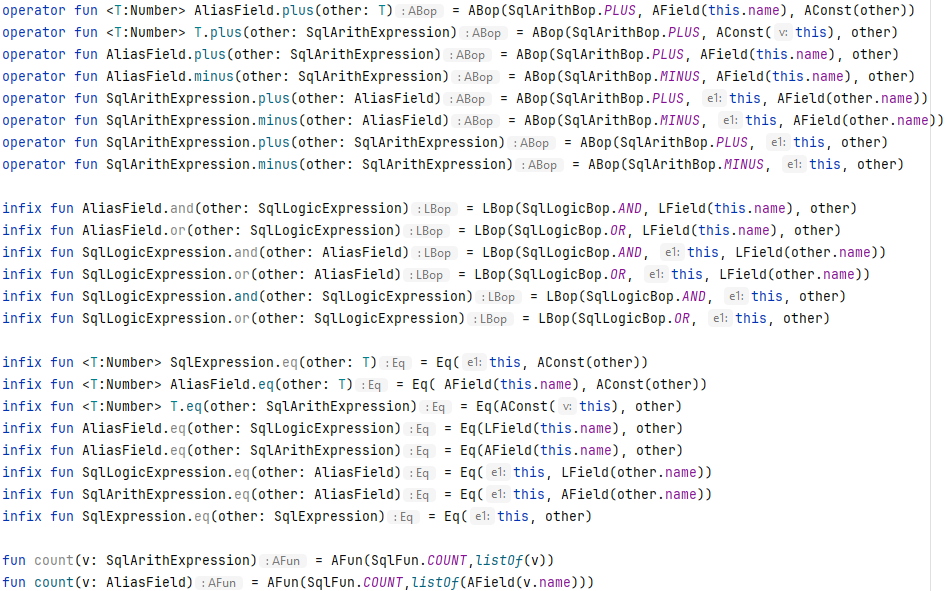 operator fun <T:Number> AliasField.plus(other: T) : ABop = ABop(SqlArithBop.PLUS, AField(this.name), AConst(other))
operator fun <T:Number> T.plus(other: SqlArithExpression) : ABop = ABop(SqlArithBop.PLUS, AConst( v: this), other)
operator fun AliasField.plus(other: SqlArithExpression) : ABop = ABop(SqlArithBop.PLUS, AField(this.name), other)
operator fun AliasField.minus(other: SqlArithExpression) : ABop = ABop(SqlArithBop.MINUS, AField(this.name), other)
operator fun SqlArithExpression.plus(other: AliasField) : ABop = ABop(SqlArithBop.PLUS, e1: this, AField(other.name))
operator fun SqlArithExpression.minus(other: AliasField) : ABop = ABop(SqlArithBop.MINUS, e1: this, AField(other.name))
operator fun SqlArithExpression.plus(other: SqlArithExpression) : ABop = ABop(SqlArithBop.PLUS, e1: this, other)
operator fun SqlArithExpression.minus(other: SqlArithExpression) : ABop = ABop(SqlArithBop.MINUS, e1: this, other)
infix fun AliasField.and(other: SqlLogicExpression) : LBop = LBop(SqlLogicBop.AND, LField(this.name), other)
infix fun AliasField.or(other: SqlLogicExpression) : LBop = LBop(SqlLogicBop.OR, LField(this.name), other)
infix fun SqlLogicExpression.and(other: AliasField) : LBop = LBop(SqlLogicBop.AND, e1: this, LField(other.name))
infix fun SqlLogicExpression.or(other: AliasField) : LBop = LBop(SqlLogicBop.OR, e1: this, LField(other.name))
infix fun SqlLogicExpression.and(other: SqlLogicExpression) : LBop = LBop(SqlLogicBop.AND, e1: this, other)
infix fun SqlLogicExpression.or(other: SqlLogicExpression) : LBop = LBop(SqlLogicBop.OR, e1: this, other)
infix fun <T:Number> SqlExpression.eq(other: T) : Eq = Eq( e1: this, AConst(other))
infix fun <T:Number> AliasField.eq(other: T) : Eq = Eq( AField(this.name), AConst(other))
infix fun <T:Number> T.eq(other: SqlArithExpression) : Eq = Eq(AConst( v: this), other)
infix fun AliasField.eq(other: SqlLogicExpression) : Eq = Eq(LField(this.name), other)
infix fun AliasField.eq(other: SqlArithExpression) : Eq = Eq(AField(this.name), other)
infix fun SqlLogicExpression.eq(other: AliasField) : Eq = Eq( e1: this, LField(other.name))
infix fun SqlArithExpression.eq(other: AliasField) : Eq = Eq( e1: this, AField(other.name))
infix fun SqlExpression.eq(other: SqlExpression) : Eq = Eq( e1: this, other)
fun count(v: SqlArithExpression) : AFun = AFun(SqlFun.COUNT,listOf(v))
fun count(v: AliasField) : AFun = AFun(SqlFun.COUNT,listOf(AField(v.name)))